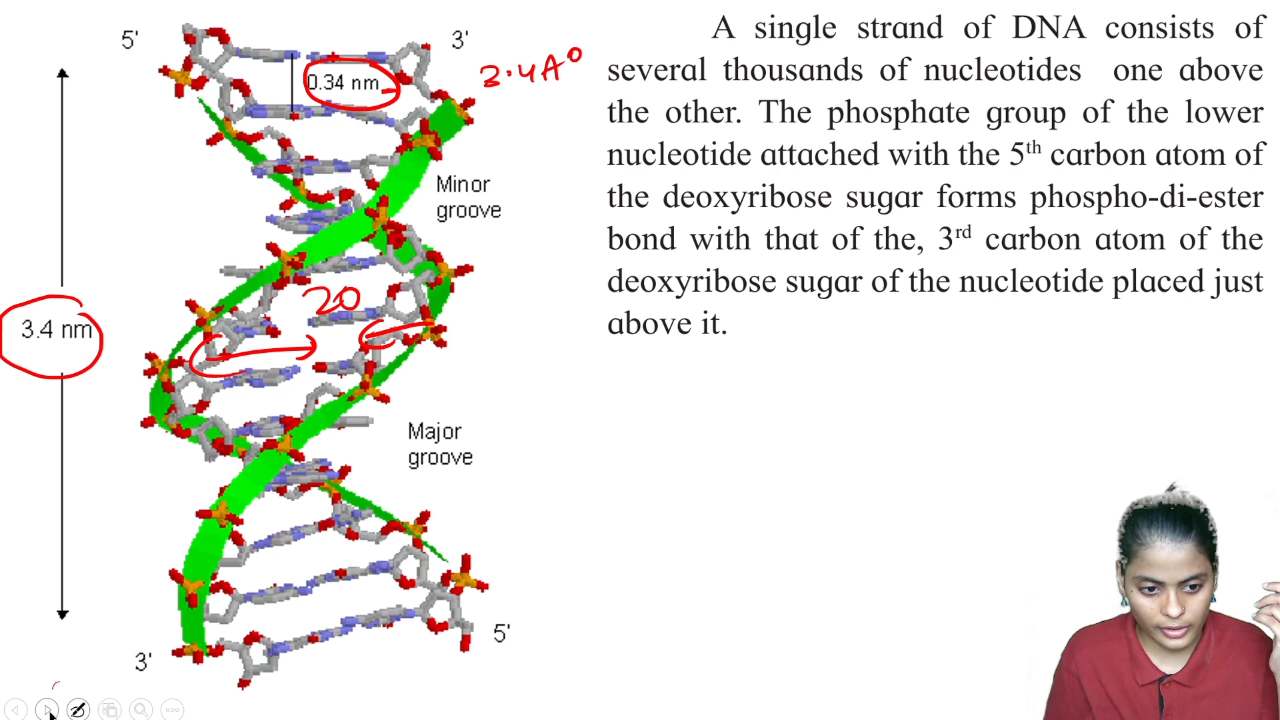 5'
3'
0.34 nm
3.4A°
Minor
groove
20
3.4 nm
Major
groove
5'
3'
A single strand of DNA consists of
several thousands of nucleotides one above
the other. The phosphate group of the lower
nucleotide attached with the 5th carbon atom of
the deoxyribose sugar forms phospho-di-ester
bond with that of the, 3rd carbon atom of the
deoxyribose sugar of the nucleotide placed just
above it.